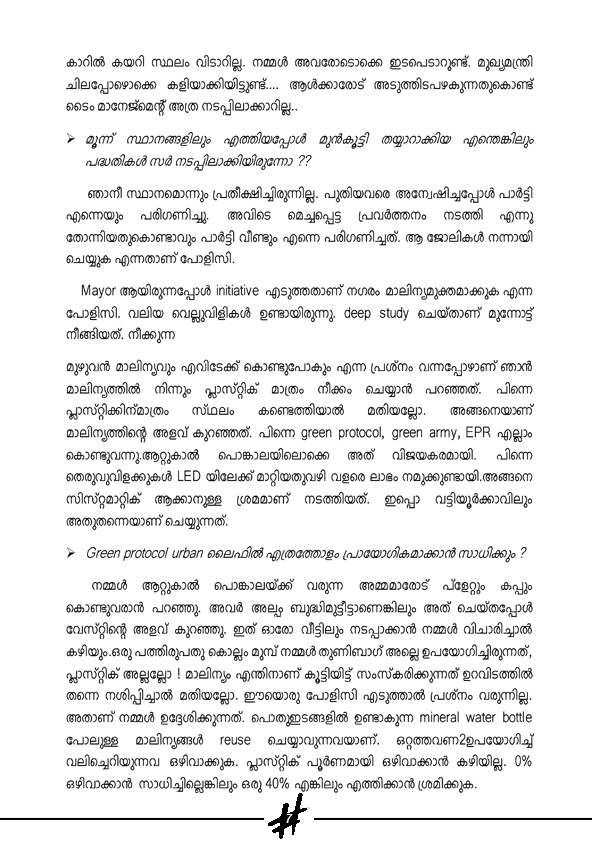 കാറിൽ കയറി സ്ഥലം വിടാറില്ല. നമ്മൾ അവരോടൊക്കെ ഇടപെടാറുണ്ട്. മുഖ്യമന്ത്രി
ചിലപ്പോഴൊക്കെ കളിയാക്കിയിട്ടുണ്ട്.... ആൾക്കാരോട് അടുത്തിടപഴകുന്നതുകൊണ്ട്
ടൈം മാനേജ്മെന്റ് അത്ര നടപ്പിലാക്കാറില്ല..
➢ മൂന്ന് സ്ഥാനങ്ങളിലും എത്തിയപ്പോൾ മുൻകൂട്ടി തയ്യാറാക്കിയ എന്തെങ്കിലും
പദ്ധതികൾ സർ നടപ്പിലാക്കിയിരുന്നോ ??
ഞാനീ സ്ഥാനമൊന്നും പ്രതീക്ഷിച്ചിരുന്നില്ല. പുതിയവരെ അന്വേഷിച്ചപ്പോൾ പാർട്ടി
എന്നെയും പരിഗണിച്ചു. അവിടെ മെച്ചപ്പെട്ട പ്രവർത്തനം നടത്തി എന്നു
തോന്നിയതുകൊണ്ടാവും പാർട്ടി വീണ്ടും എന്നെ പരിഗണിച്ചത്. ആ ജോലികൾ നന്നായി
ചെയ്യുക എന്നതാണ് പോളിസി.
Mayor ആയിരുന്നപ്പോൾ initiative എടുത്തതാണ് നഗരം മാലിന്യമുക്തമാക്കുക എന്ന
പോളിസി. വലിയ വെല്ലുവിളികൾ ഉണ്ടായിരുന്നു. deep study ചെയ്താണ് മുന്നോട്ട്
നീങ്ങിയത്. നീക്കുന്ന
മുഴുവൻ മാലിന്യവും എവിടേക്ക് കൊണ്ടുപോകും എന്ന പ്രശ്നം വന്നപ്പോഴാണ് ഞാൻ
മാലിന്യത്തിൽ നിന്നും പ്ലാസ്റ്റിക് മാത്രം നീക്കം ചെയ്യാൻ പറഞ്ഞത്. പിന്നെ
പ്ലാസ്റ്റിക്കിന്മാത്രം സ്ഥലം കണ്ടെത്തിയാൽ മതിയല്ലോ. അങ്ങനെയാണ്
മാലിന്യത്തിന്റെ അളവ് കുറഞ്ഞത്. പിന്നെ green protocol, green army, EPR എല്ലാം
കൊണ്ടുവന്നു.ആറ്റുകാൽ പൊങ്കാലയിലൊക്കെ അത് വിജയകരമായി. പിന്നെ
തെരുവുവിളക്കുകൾ LED യിലേക്ക് മാറ്റിയതുവഴി വളരെ ലാഭം നമുക്കുണ്ടായി.അങ്ങനെ
സിസ്റ്റമാറ്റിക് ആക്കാനുള്ള ശ്രമമാണ് നടത്തിയത്. ഇപ്പൊ വട്ടിയൂർക്കാവിലും
അതുതന്നെയാണ് ചെയ്യുന്നത്.
➢ Green protocol urban ലൈഫിൽ എത്രത്തോളം പ്രായോഗികമാക്കാൻ സാധിക്കും ?
നമ്മൾ ആറ്റുകാൽ പൊങ്കാലയ്ക്ക് വരുന്ന അമ്മമാരോട് പ്ളേറ്റും കപ്പും
കൊണ്ടുവരാൻ പറഞ്ഞു. അവർ അല്പം ബുദ്ധിമുട്ടീട്ടാണെങ്കിലും അത് ചെയ്തപ്പോൾ
വേസ്റ്റിന്റെ അളവ് കുറഞ്ഞു. ഇത് ഓരോ വീട്ടിലും നടപ്പാക്കാൻ നമ്മൾ വിചാരിച്ചാൽ
കഴിയും.ഒരു പത്തിരുപതു കൊല്ലം മുമ്പ് നമ്മൾ തുണിബാഗ് അല്ലെ ഉപയോഗിച്ചിരുന്നത്,
പ്ലാസ്റ്റിക് അല്ലല്ലോ ! മാലിന്യം എന്തിനാണ് കൂട്ടിയിട്ട് സംസ്കരിക്കുന്നത് ഉറവിടത്തിൽ
തന്നെ നശിപ്പിച്ചാൽ മതിയല്ലോ. ഈയൊരു പോളിസി എടുത്താൽ പ്രശ്നം വരുന്നില്ല.
അതാണ് നമ്മൾ ഉദ്ദേശിക്കുന്നത്. പൊതുഇടങ്ങളിൽ ഉണ്ടാകുന്ന mineral water bottle
പോലുള്ള മാലിന്യങ്ങൾ reuse ചെയ്യാവുന്നവയാണ്. ഒറ്റത്തവണ2ഉപയോഗിച്ച്
വലിച്ചെറിയുന്നവ ഒഴിവാക്കുക. പ്ലാസ്റ്റിക് പൂർണമായി ഒഴിവാക്കാൻ കഴിയില്ല. 0%
ഒഴിവാക്കാൻ സാധിച്ചില്ലെങ്കിലും ഒരു 40% എങ്കിലും എത്തിക്കാൻ ശ്രമിക്കുക.